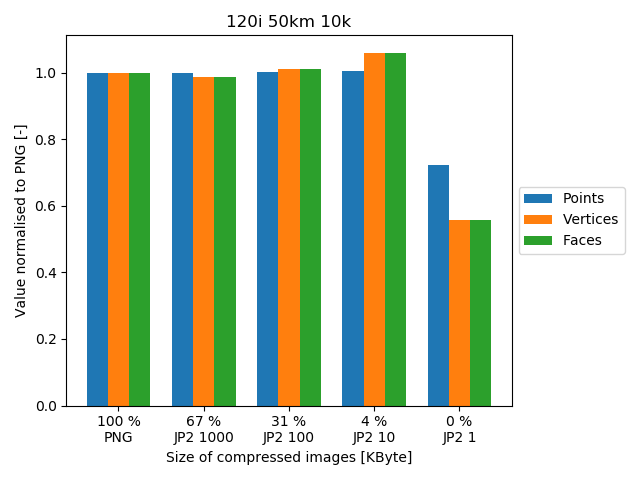 120i 50km 10k
Value normalised to PNG [-]
1.0
0.8
0.6
0.4
0.2
0.0
100 %
PNG
67 %
JP2 1000
31 %
JP2 100
4 %
JP2 10
0 %
JP2 1
Size of compressed images [KByte]
Points
Vertices
Faces